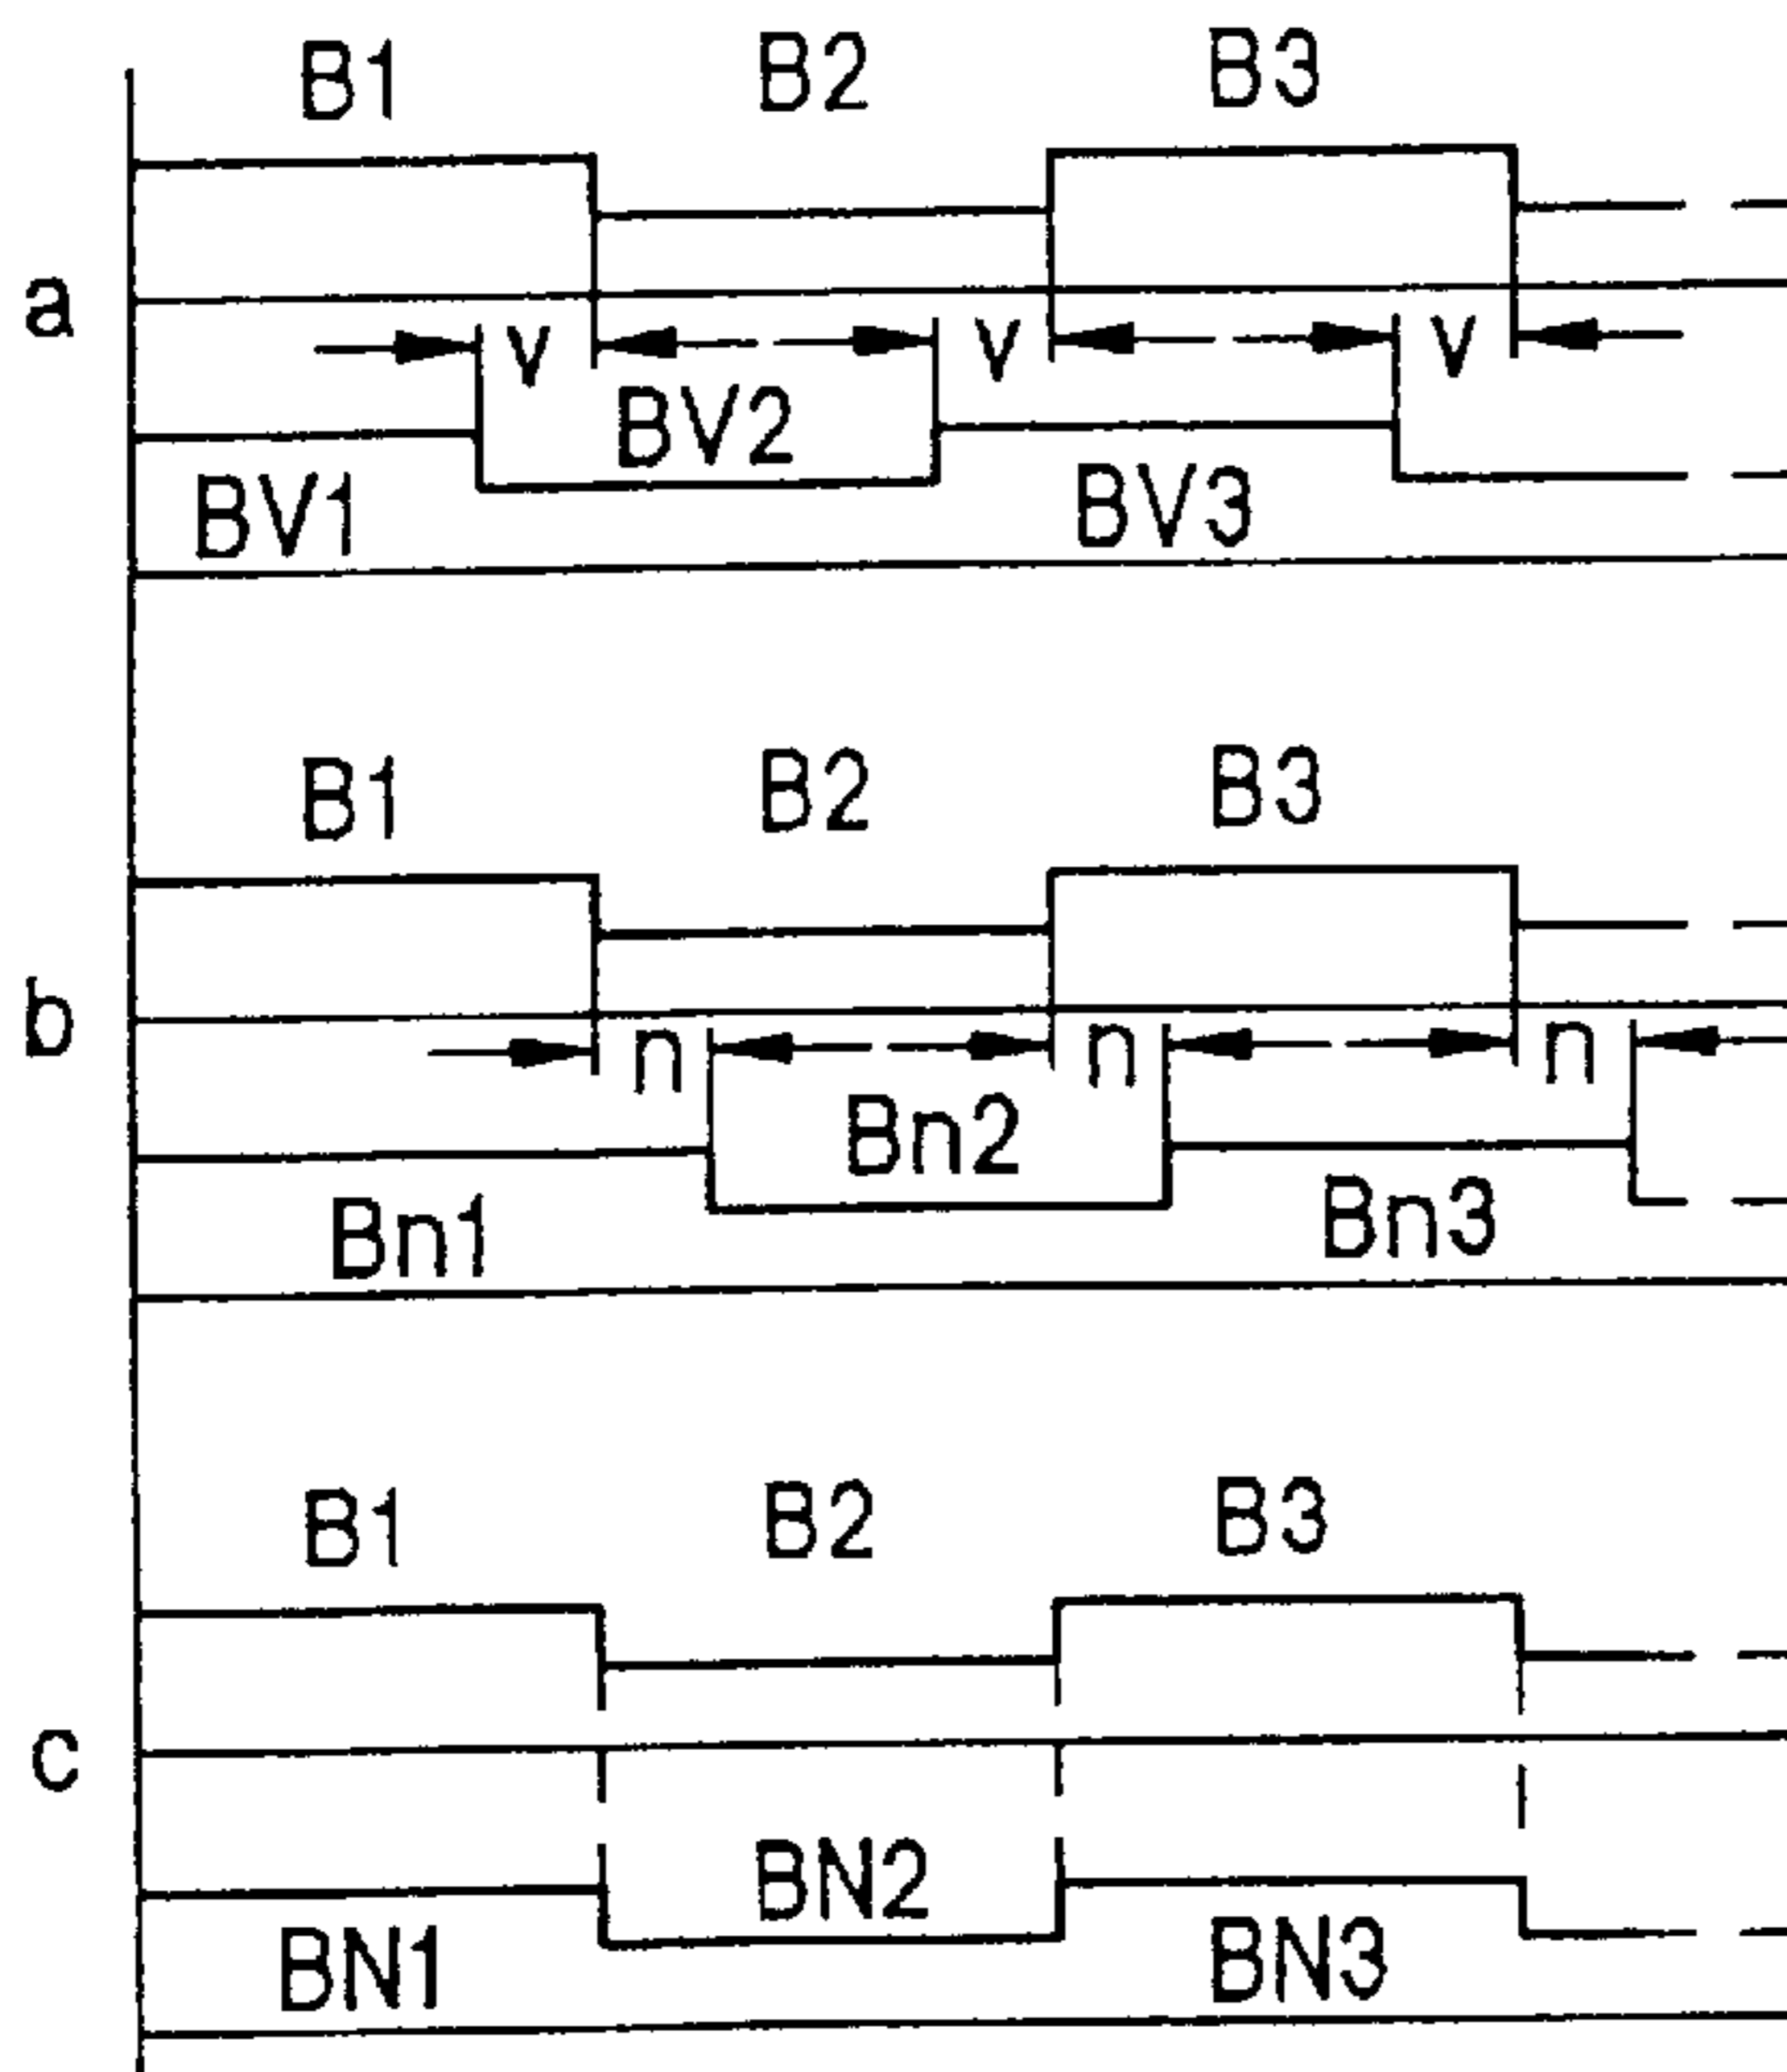 B1 B2 B3
a
v v v
BV2
BV1 BV3
B1 B2 B3
b
n n n
Bn2
Bn1 Bn3
B1 B2 B3
c
BN2
BN1 BN3